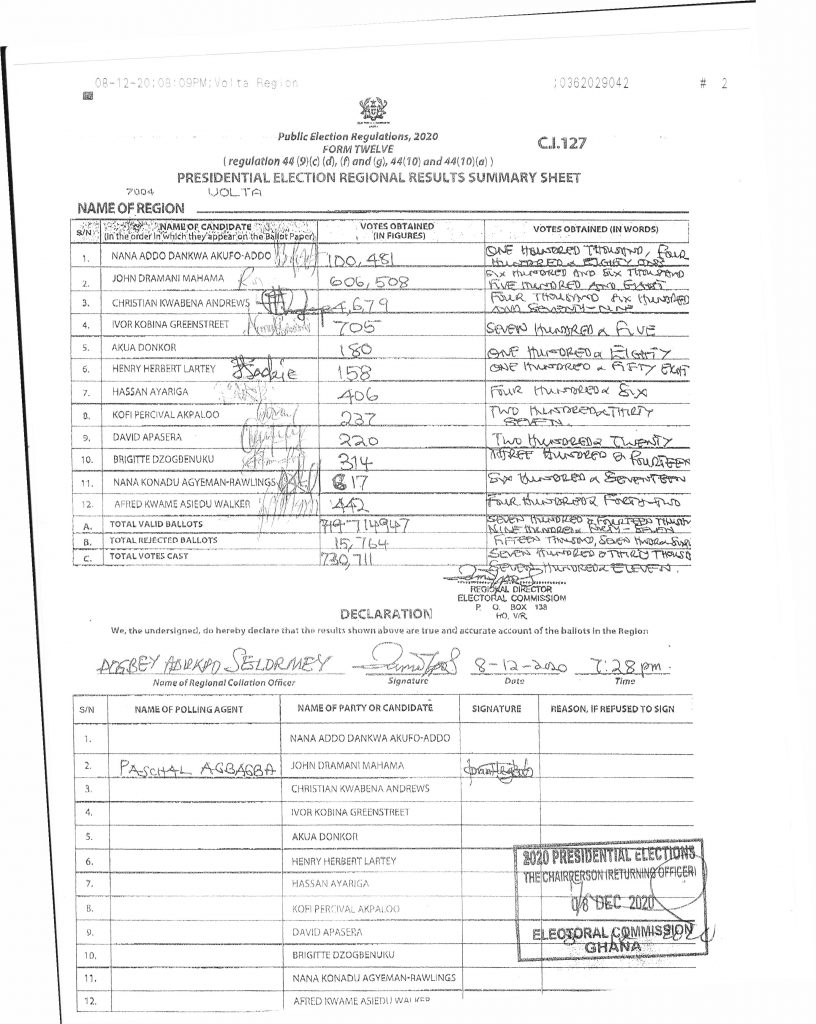 08-12-20;08:09PM;Volta Region ;0362029042 # 2
Public Election Regulations, 2020
FORM TWELVE
C.I.127
( regulation 44 (9)(c) (d), (f) and (g), 44(10) and 44(10)(a) )
PRESIDENTIAL ELECTION REGIONAL RESULTS SUMMARY SHEET
7004 VOLTA
NAME OF REGION
S/N NAME OF CANDIDATE (In the order in which they appear on the Ballot Paper) VOTES OBTAINED (IN FIGURES) VOTES OBTAINED (IN WORDS)
1. NANA ADDO DANKWA AKUFO-ADDO 100,481 ONE HUNDRED THOUSAND, FOUR HUNDRED & EIGHTY ONE
2. JOHN DRAMANI MAHAMA 606,508 SIX HUNDRED AND SIX THOUSAND FIVE HUNDRED AND EIGHT
3. CHRISTIAN KWABENA ANDREWS 4,679 FOUR THOUSAND SIX HUNDRED AND SEVENTY-NINE
4. IVOR KOBINA GREENSTREET 705 SEVEN HUNDRED & FIVE
5. AKUA DONKOR 180 ONE HUNDRED & EIGHTY
6. HENRY HERBERT LARTEY 158 ONE HUNDRED & FIFTY EIGHT
7. HASSAN AYARIGA 406 FOUR HUNDRED & SIX
8. KOFI PERCIVAL AKPALOO 237 TWO HUNDRED & THIRTY SEVEN
9. DAVID APASERA 220 TWO HUNDRED & TWENTY
10. BRIGITTE DZOGBENUKU 314 THREE HUNDRED & FOURTEEN
11. NANA KONADU AGYEMAN-RAWLINGS 617 SIX HUNDRED & SEVENTEEN
12. AFRED KWAME ASIEDU WALKER 442 FOUR HUNDRED & FORTY-TWO
A. TOTAL VALID BALLOTS 714947 SEVEN HUNDRED & FOURTEEN THOUS NINE HUNDRED & FORTY-SEVEN
B. TOTAL REJECTED BALLOTS 15,764 FIFTEEN THOUSAND, SEVEN HUNDR & SIXTY
C. TOTAL VOTES CAST 730,711 SEVEN HUNDRED & THIRTY THOUSD SEVEN HUNDRED & ELEVEN.
REGIONAL DIRECTOR
ELECTORAL COMMISSION
P. O. BOX 138
HO, V/R
DECLARATION
We, the undersigned, do hereby declare that the results shown above are true and accurate account of the ballots in the Region
SELORMEY 8-12-2020 7:28 pm
Name of Regional Collation Officer Signature Date Time
S/N NAME OF POLLING AGENT NAME OF PARTY OR CANDIDATE SIGNATURE REASON, IF REFUSED TO SIGN
1. NANA ADDO DANKWA AKUFO-ADDO
2. PASCHAL AGBAGBA JOHN DRAMANI MAHAMA
3. CHRISTIAN KWABENA ANDREWS
4. IVOR KOBINA GREENSTREET
5. AKUA DONKOR
6. HENRY HERBERT LARTEY
7. HASSAN AYARIGA
8. KOFI PERCIVAL AKPALOO
9. DAVID APASERA
10. BRIGITTE DZOGBENUKU
11. NANA KONADU AGYEMAN-RAWLINGS
12. AFRED KWAME ASIEDU WALKER
2020 PRESIDENTIAL ELECTIONS
THE CHAIRPERSON (RETURNING OFFICER)
08 DEC 2020
ELECTORAL COMMISSION
GHANA